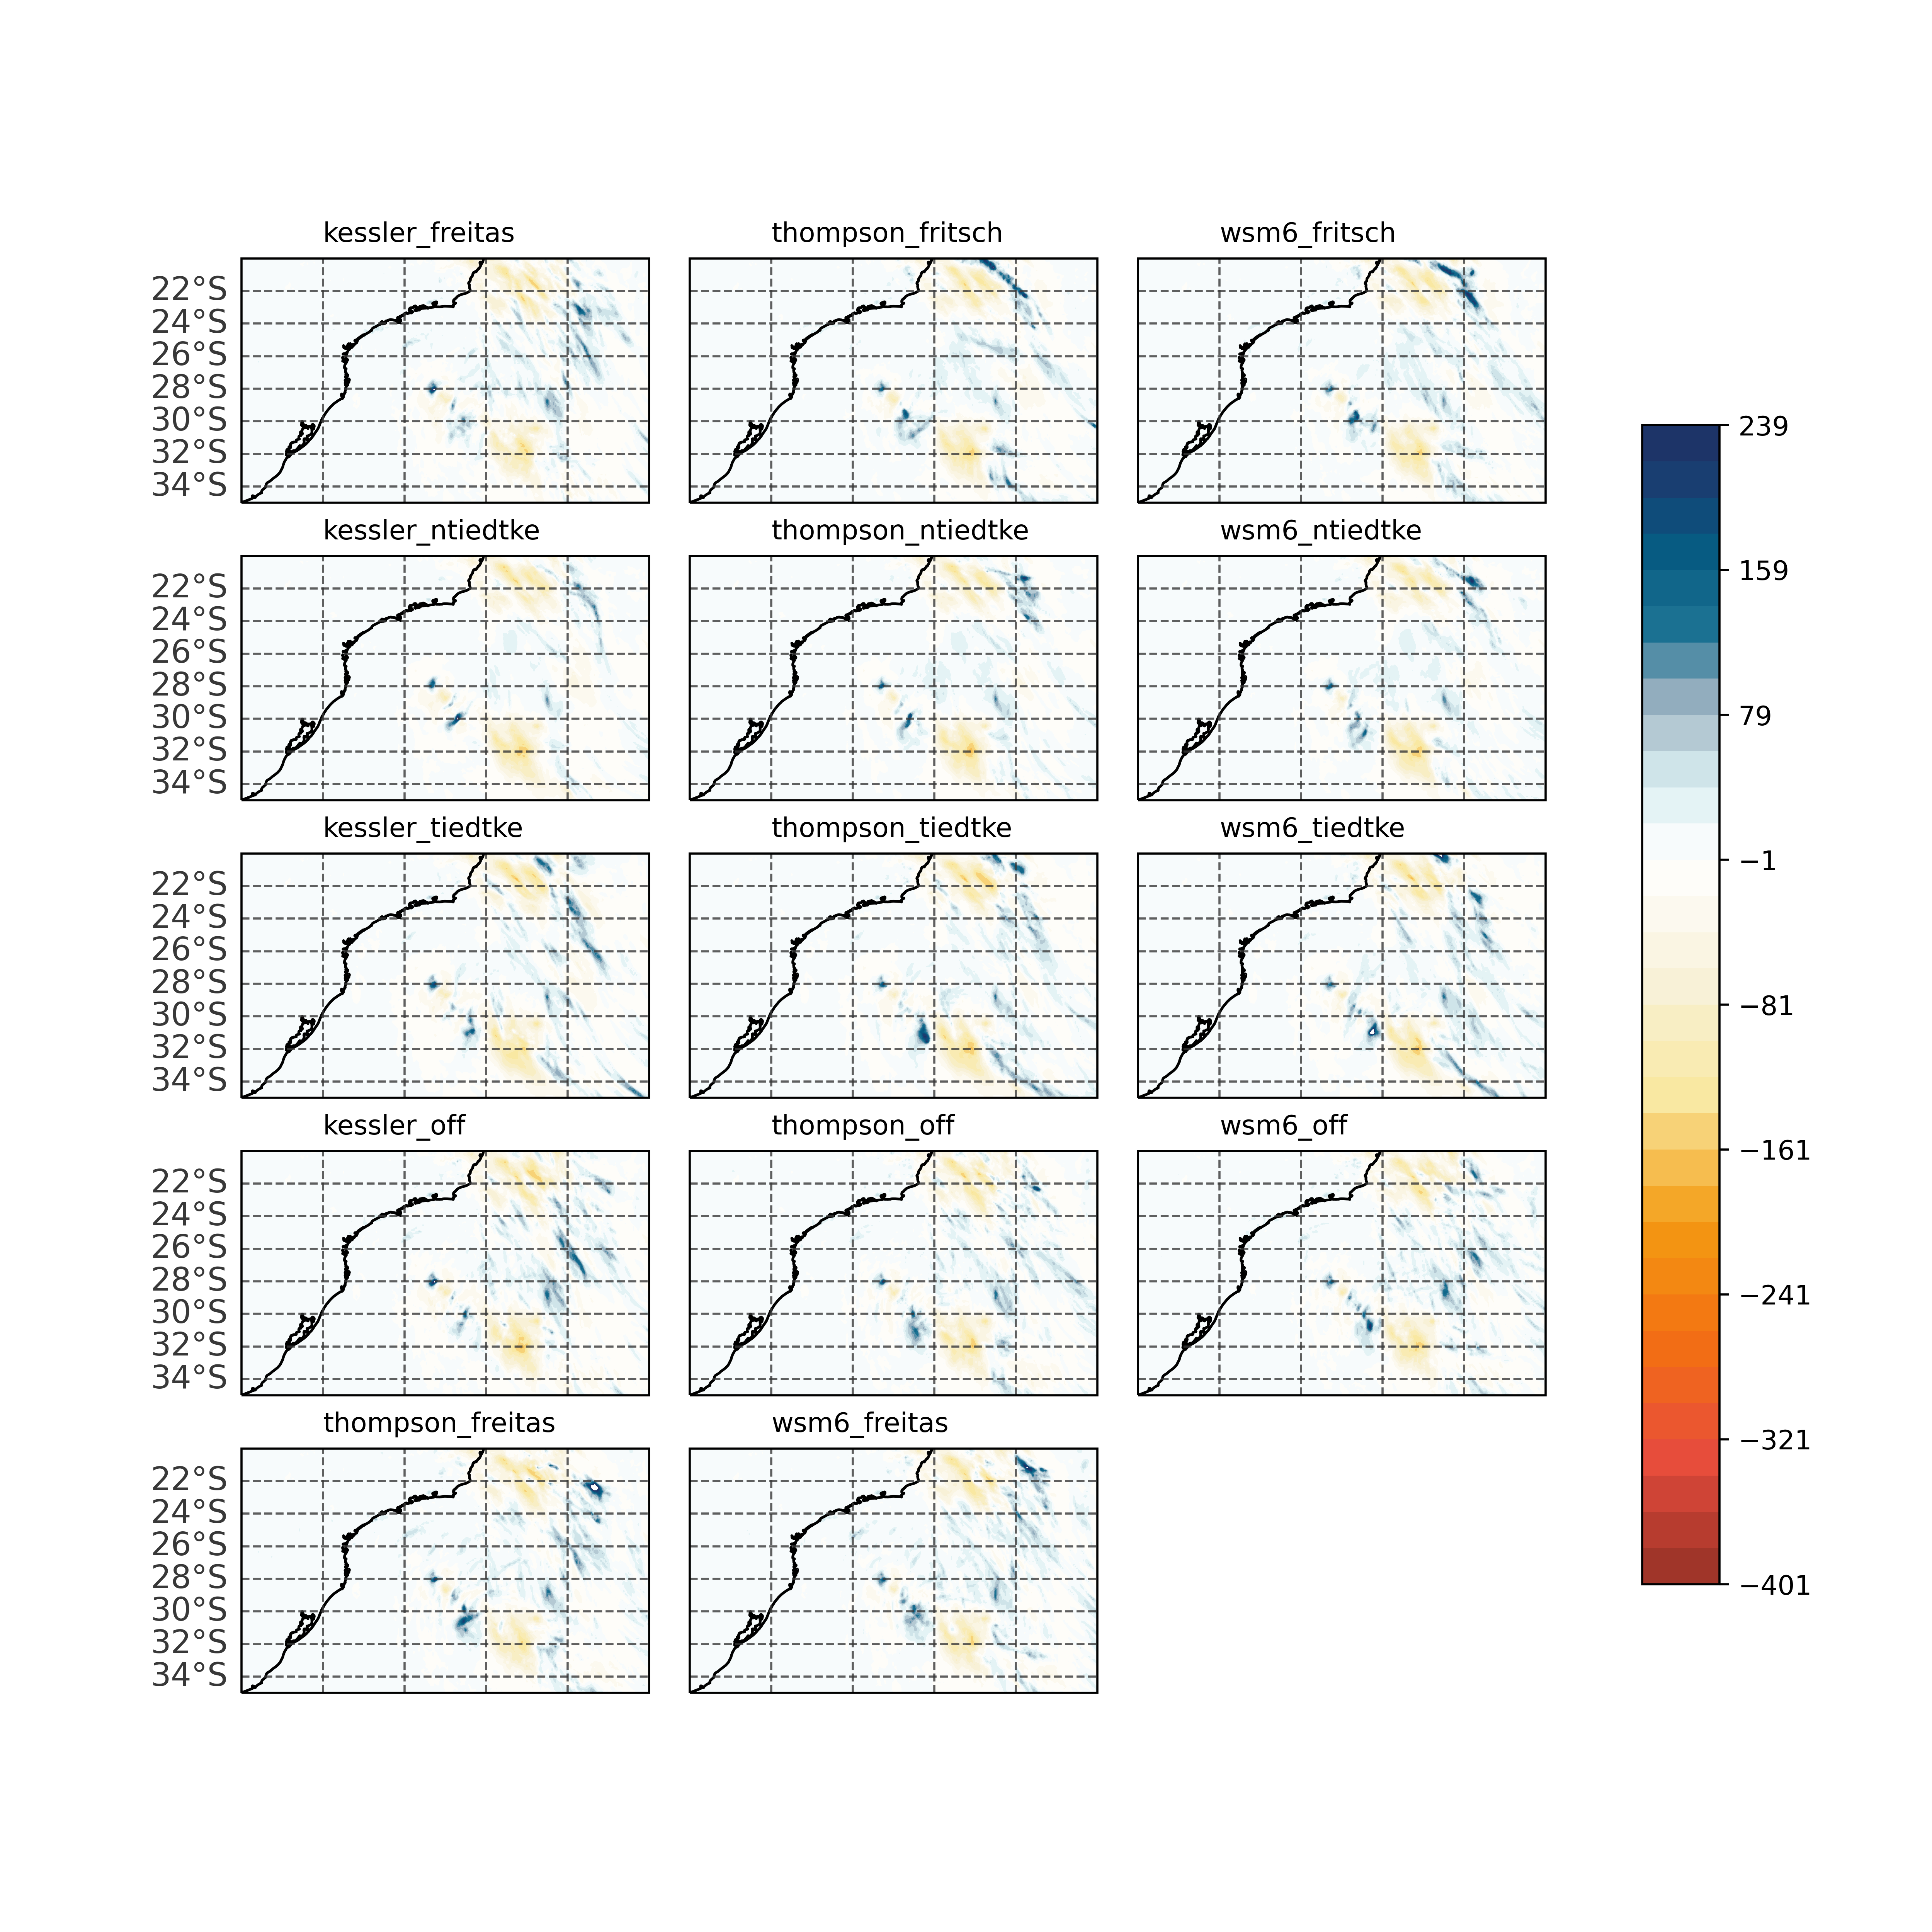 kessler_freitas thompson_fritsch wsm6_fritsch
22°S
24°S
26°S
28°S
30°S
32°S
34°S
kessler_ntiedtke thompson_ntiedtke wsm6_ntiedtke
22°S
24°S
26°S
28°S
30°S
32°S
34°S
kessler_tiedtke thompson_tiedtke wsm6_tiedtke
22°S
24°S
26°S
28°S
30°S
32°S
34°S
kessler_off thompson_off wsm6_off
22°S
24°S
26°S
28°S
30°S
32°S
34°S
thompson_freitas wsm6_freitas
22°S
24°S
26°S
28°S
30°S
32°S
34°S
239
159
79
−1
−81
−161
−241
−321
−401